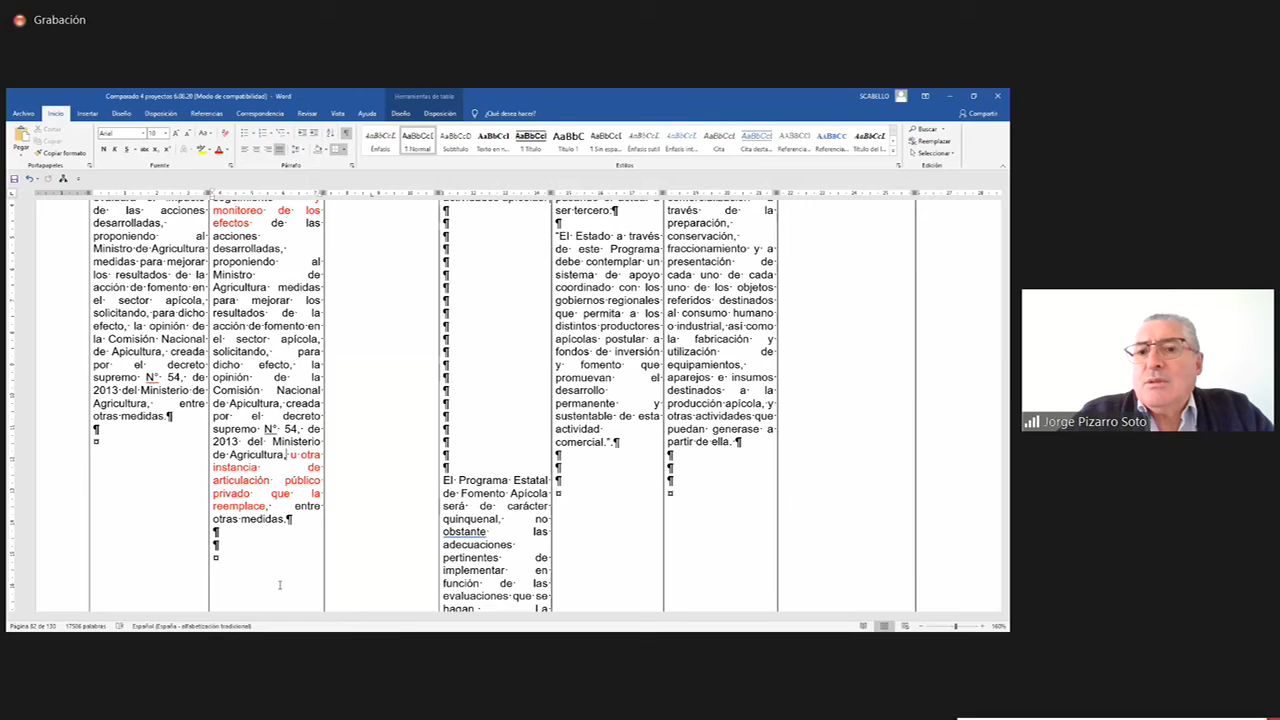 Grabación
Comparado 4 proyectos 6.08.20 [Modo de compatibilidad] - Word
Herramientas de tabla
SCABELLO
Archivo Inicio Insertar Diseño Disposición Referencias Correspondencia Revisar Vista Ayuda Diseño Disposición ¿Qué desea hacer? Compartir
Pegar
Cortar
Copiar
Copiar formato
Arial
10
Buscar
Reemplazar
Seleccionar
Énfasis
1 Normal
Subtítulo
Texto en n...
1 Título
Título 1
1 Sin espa...
Énfasis sutil
Énfasis int...
Cita
Cita desta...
Referencia...
Referencia...
Título del l...
Portapapeles
Fuente
Párrafo
Estilos
Edición
de las acciones
desarrolladas,
proponiendo al
Ministro de Agricultura
medidas para mejorar
los resultados de la
acción de fomento en
el sector apícola,
solicitando, para dicho
efecto, la opinión de
la Comisión Nacional
de Apicultura, creada
por el decreto
supremo N° 54, de
2013 del Ministerio de
Agricultura, entre
otras medidas.¶
¶
monitoreo de los
efectos de las
acciones
desarrolladas,
proponiendo al
Ministro de
Agricultura medidas
para mejorar los
resultados de la
acción de fomento en
el sector apícola,
solicitando, para
dicho efecto, la
opinión de la
Comisión Nacional
de Apicultura, creada
por el decreto
supremo N° 54, de
2013 del Ministerio
de Agricultura, u otra
instancia de
articulación público
privado que la
reemplace, entre
otras medidas.¶
¶
¶
El Programa Estatal
de Fomento Apícola
será de carácter
quinquenal, no
obstante las
adecuaciones
pertinentes de
implementar en
función de las
evaluaciones que se
hagan. La
ser tercero:¶
¶
“El Estado a través
de este Programa
debe contemplar un
sistema de apoyo
coordinado con los
gobiernos regionales
que permita a los
distintos productores
apícolas postular a
fondos de inversión
y fomento que
promuevan el
desarrollo
permanente y
sustentable de esta
actividad
comercial.”.¶
¶
¶
¶
través de la
preparación,
conservación,
fraccionamiento y a
presentación de
cada uno de cada
uno de los objetos
referidos destinados
al consumo humano
o industrial, así como
la fabricación y
utilización de
equipamientos,
aparejos e insumos
destinados a la
producción apícola, y
otras actividades que
puedan generase a
partir de ella. ¶
¶
¶
¶
Página 82 de 130 17506 palabras Español (España - alfabetización tradicional) 160%
Jorge Pizarro Soto